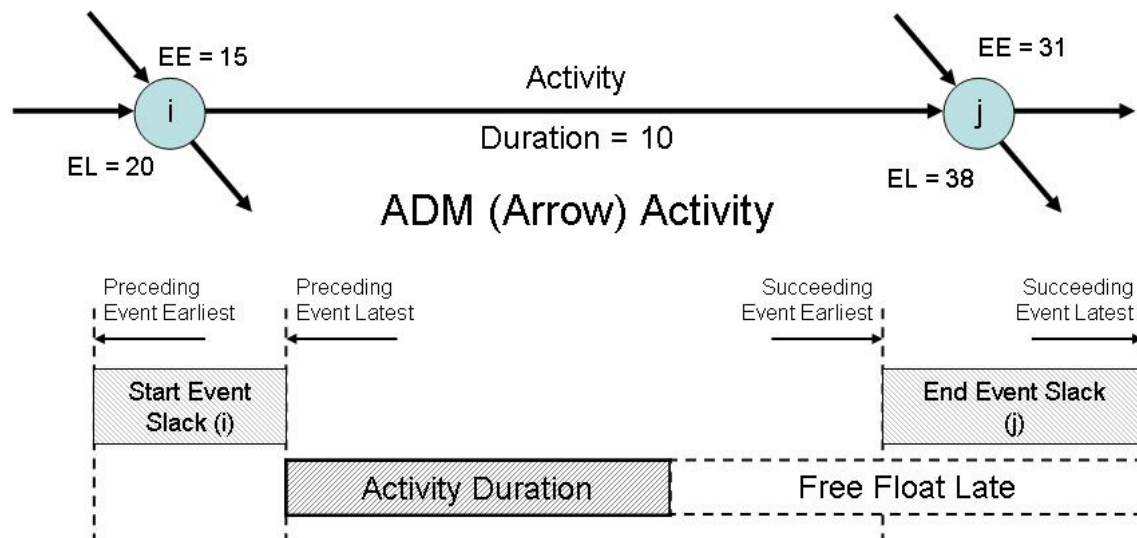 EE = 15
EE = 31
Activity
i
j
Duration = 10
EL = 20
EL = 38
ADM (Arrow) Activity
Preceding
Event Earliest
Preceding
Event Latest
Succeeding
Event Earliest
Succeeding
Event Latest
Start Event
Slack (i)
End Event Slack
(j)
Activity Duration
Free Float Late